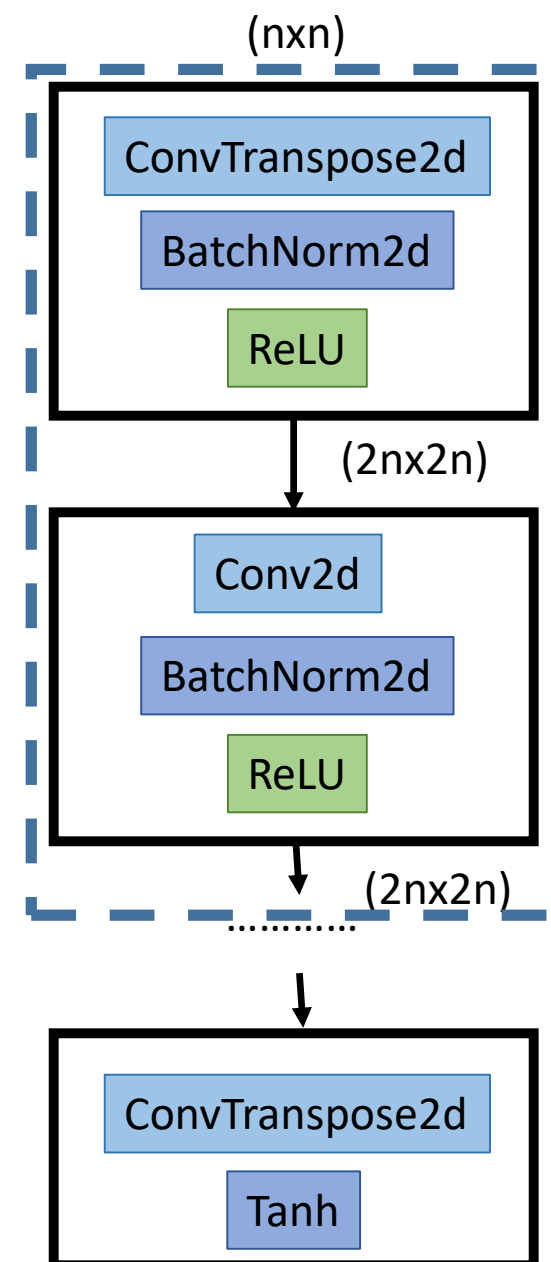 (nxn)
ConvTranspose2d
BatchNorm2d
ReLU
(2nx2n)
Conv2d
BatchNorm2d
ReLU
(2nx2n)
…………
ConvTranspose2d
Tanh